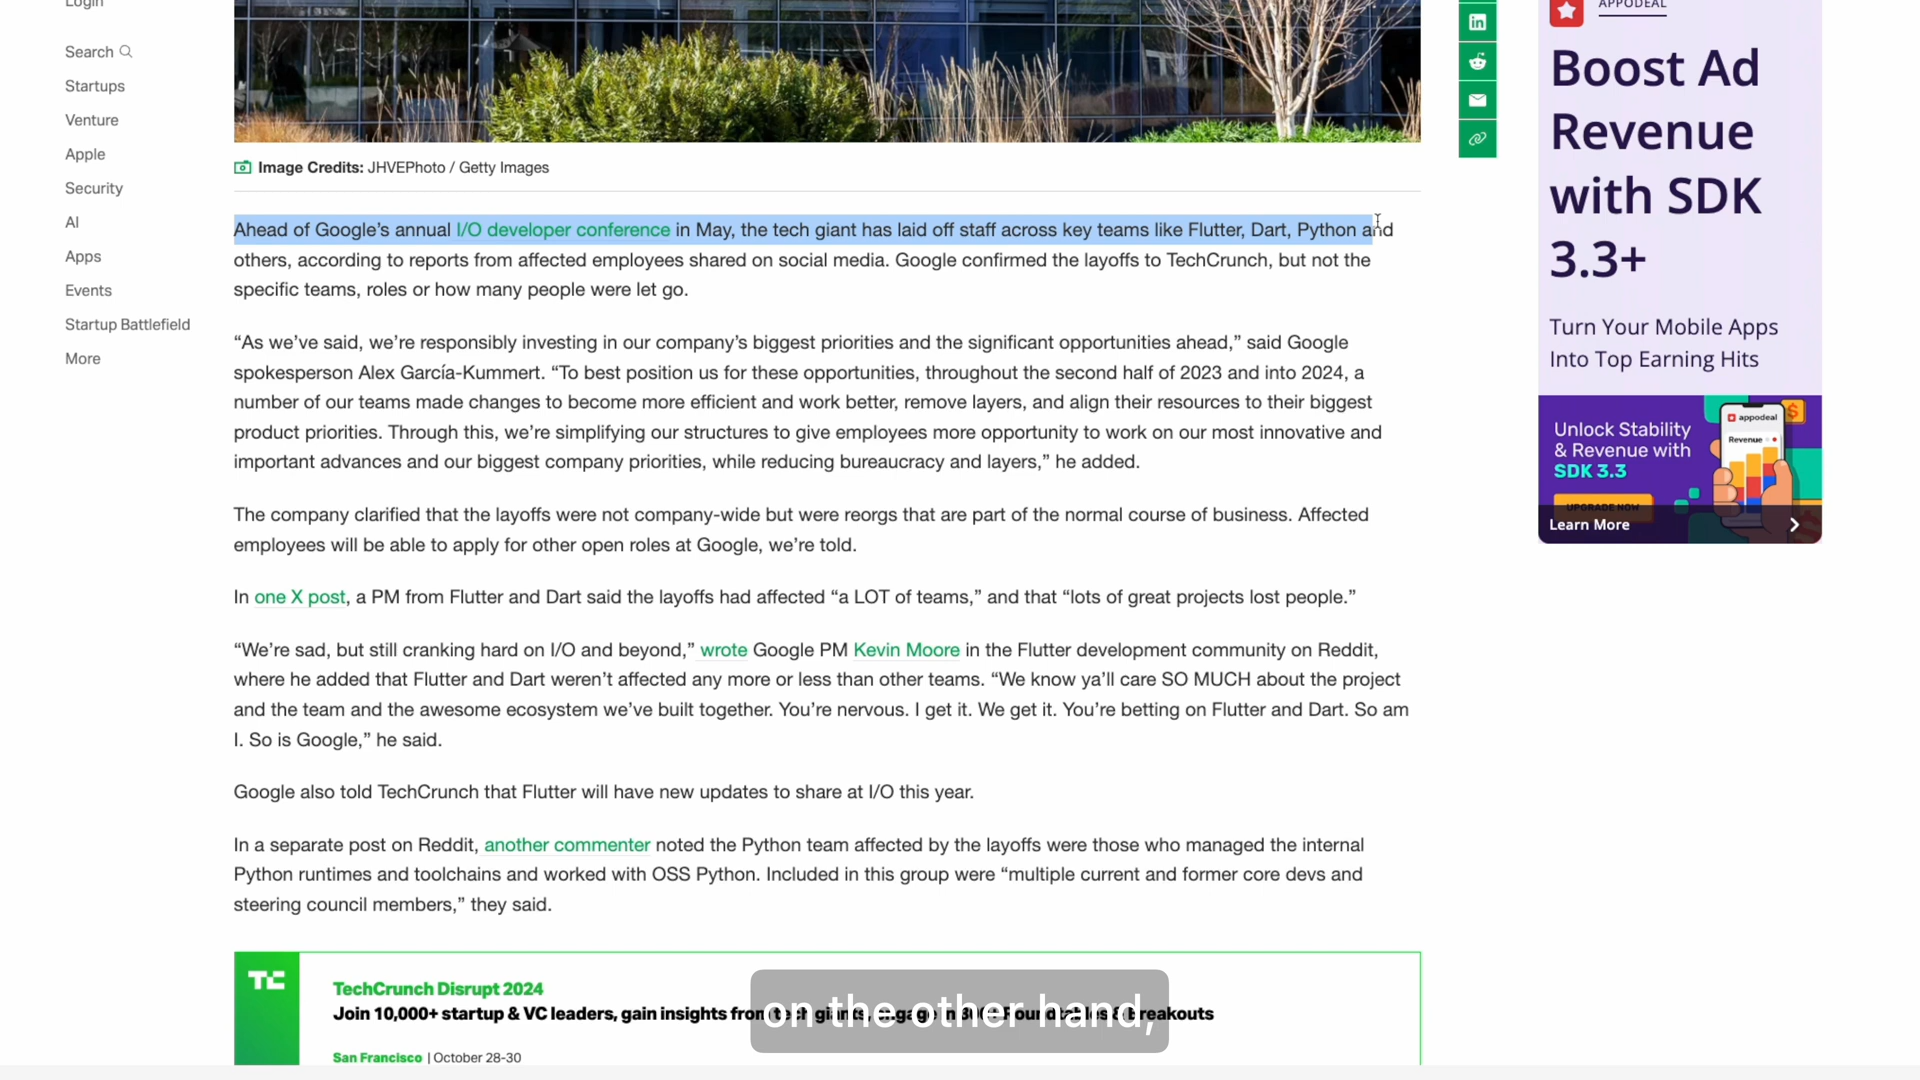 Login
Search
Startups
Venture
Apple
Security
AI
Apps
Events
Startup Battlefield
More
Image Credits: JHVEPhoto / Getty Images
Ahead of Google’s annual I/O developer conference in May, the tech giant has laid off staff across key teams like Flutter, Dart, Python and
others, according to reports from affected employees shared on social media. Google confirmed the layoffs to TechCrunch, but not the
specific teams, roles or how many people were let go.
“As we’ve said, we’re responsibly investing in our company’s biggest priorities and the significant opportunities ahead,” said Google
spokesperson Alex García-Kummert. “To best position us for these opportunities, throughout the second half of 2023 and into 2024, a
number of our teams made changes to become more efficient and work better, remove layers, and align their resources to their biggest
product priorities. Through this, we’re simplifying our structures to give employees more opportunity to work on our most innovative and
important advances and our biggest company priorities, while reducing bureaucracy and layers,” he added.
The company clarified that the layoffs were not company-wide but were reorgs that are part of the normal course of business. Affected
employees will be able to apply for other open roles at Google, we’re told.
In one X post, a PM from Flutter and Dart said the layoffs had affected “a LOT of teams,” and that “lots of great projects lost people.”
“We’re sad, but still cranking hard on I/O and beyond,” wrote Google PM Kevin Moore in the Flutter development community on Reddit,
where he added that Flutter and Dart weren’t affected any more or less than other teams. “We know ya’ll care SO MUCH about the project
and the team and the awesome ecosystem we’ve built together. You’re nervous. I get it. We get it. You’re betting on Flutter and Dart. So am
I. So is Google,” he said.
Google also told TechCrunch that Flutter will have new updates to share at I/O this year.
In a separate post on Reddit, another commenter noted the Python team affected by the layoffs were those who managed the internal
Python runtimes and toolchains and worked with OSS Python. Included in this group were “multiple current and former core devs and
steering council members,” they said.
TC
TechCrunch Disrupt 2024
Join 10,000+ startup & VC leaders, gain insights from tech giants, engage in 300+ Roundtables & Breakouts
San Francisco | October 28-30
on the other hand,
APPODEAL
Boost Ad
Revenue
with SDK
3.3+
Turn Your Mobile Apps
Into Top Earning Hits
Unlock Stability
& Revenue with
SDK 3.3
UPGRADE NOW
appodeal
Revenue
Learn More